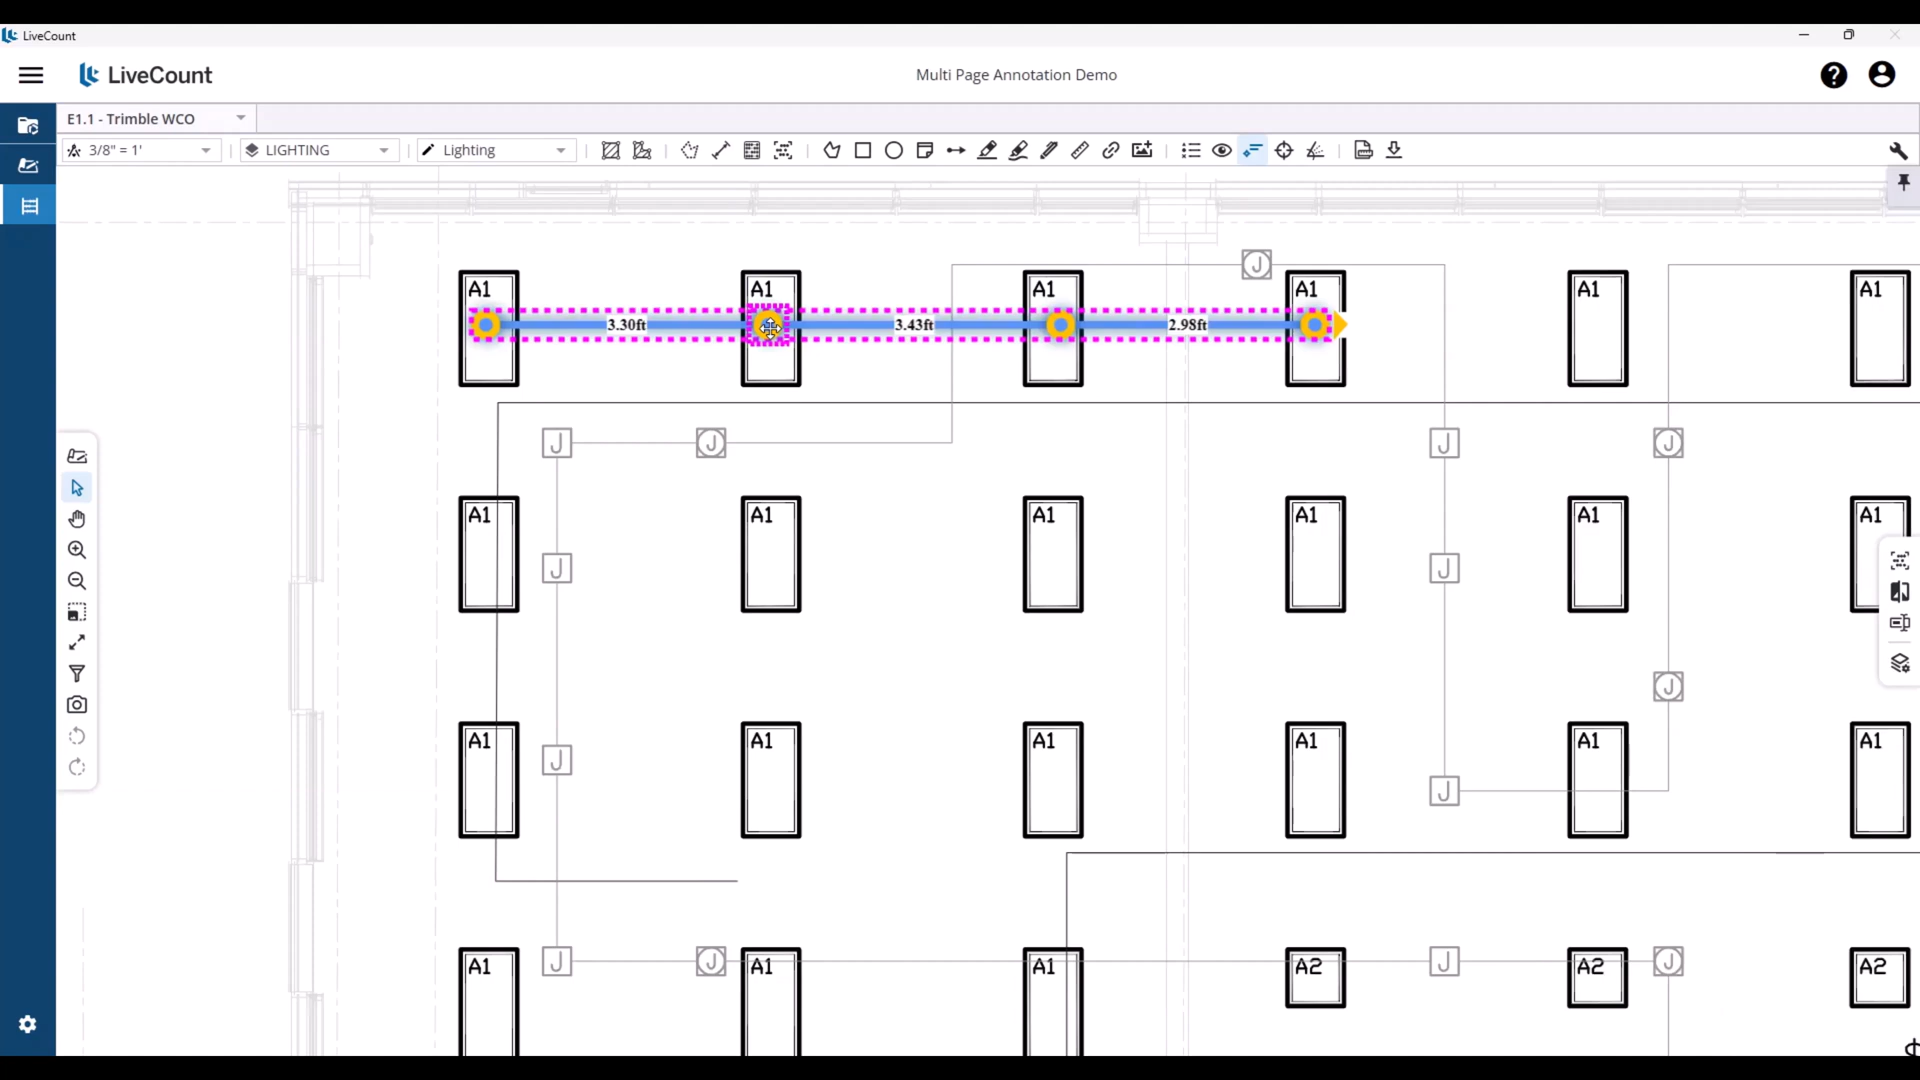 LiveCount
LiveCount
Multi Page Annotation Demo
E1.1 - Trimble WCO
3/8" = 1'
LIGHTING
Lighting
J
A1 A1 A1 A1 A1 A1
3.30ft 3.43ft 2.98ft
J J J J
A1 A1 A1 A1 A1 A1
J J
J
A1 A1 A1 A1 A1 A1
J J
A1 J J A1 A1 A2 J A2 J A2